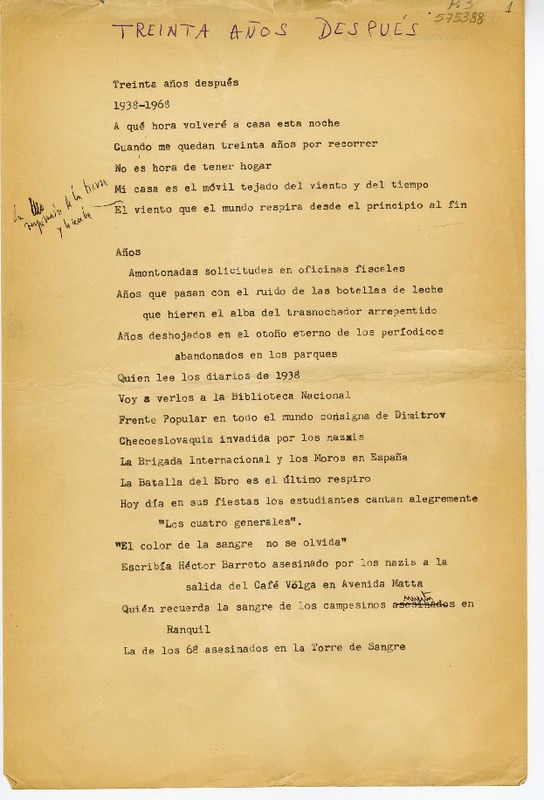 575388
1
TREINTA AÑOS DESPUÉS
Treinta años después
1938-1968
A qué hora volveré a casa esta noche
Cuando me quedan treinta años por recorrer
No es hora de tener hogar
Mi casa es el móvil tejado del viento y del tiempo
El viento que el mundo respira desde el principio al fin
La
respiración de la
y la
Años
Amontonadas solicitudes en oficinas fiscales
Años que pasan con el ruido de las botellas de leche
que hieren el alba del trasnochador arrepentido
Años deshojados en el otoño eterno de los periódicos
abandonados en los parques
Quien lee los diarios de 1938
Voy a verlos a la Biblioteca Nacional
Frente Popular en todo el mundo consigna de Dimitrov
Checoeslovaquia invadida por los nazis
La Brigada Internacional y los Moros en España
La Batalla del Ebro es el último respiro
Hoy día en sus fiestas los estudiantes cantan alegremente
"Los cuatro generales".
"El color de la sangre no se olvida"
Escribía Héctor Barreto asesinado por los nazis a la
salida del Café Volga en Avenida Matta
muertos
Quién recuerda la sangre de los campesinos asesinados en
Ranquil
La de los 68 asesinados en la Torre de Sangre